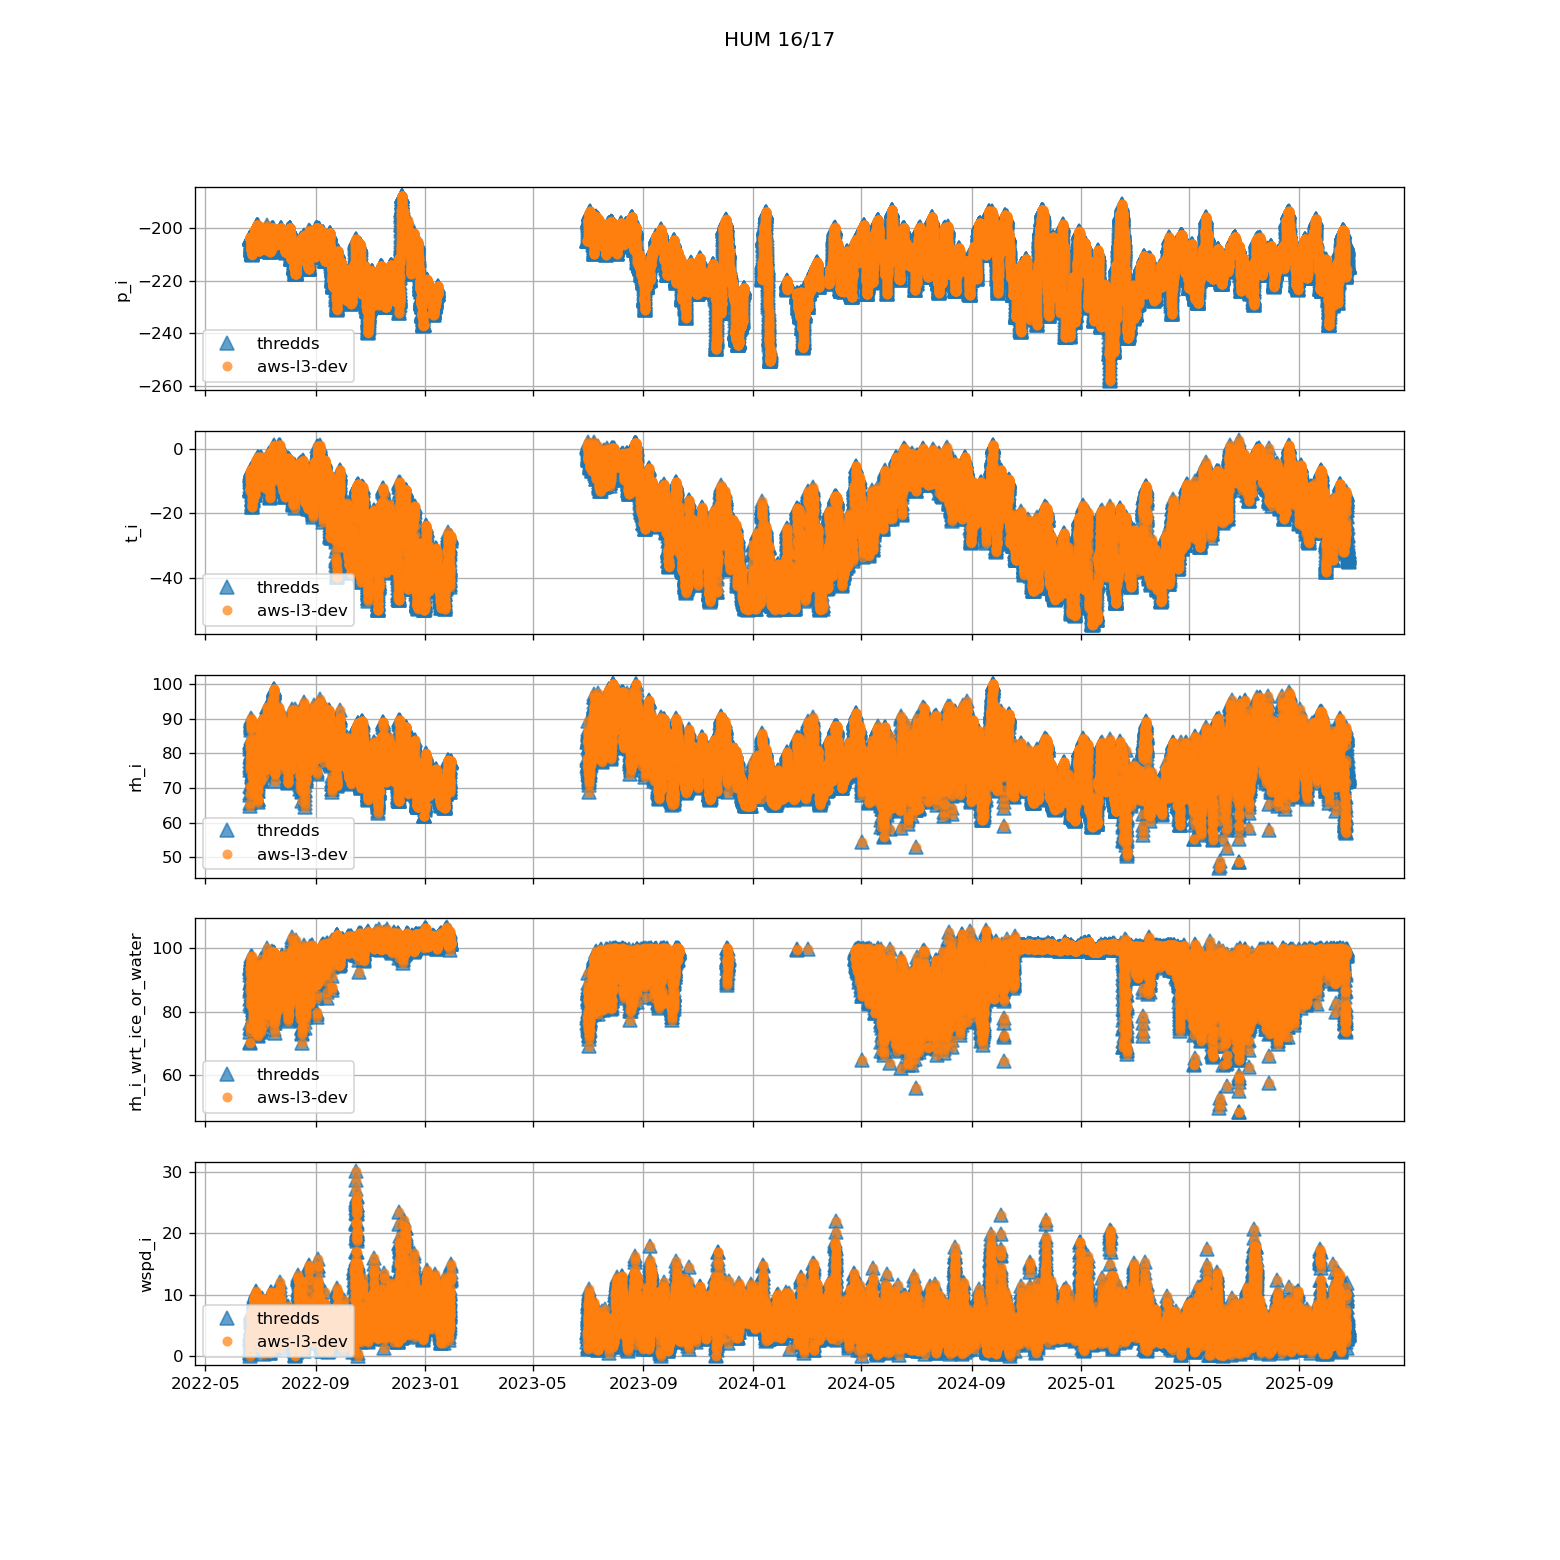 HUM 16/17
p_i
−200
−220
−240
−260
thredds
aws-l3-dev
t_i
0
−20
−40
thredds
aws-l3-dev
rh_i
100
90
80
70
60
50
thredds
aws-l3-dev
rh_i_wrt_ice_or_water
100
80
60
thredds
aws-l3-dev
wspd_i
30
20
10
0
thredds
aws-l3-dev
2022-05 2022-09 2023-01 2023-05 2023-09 2024-01 2024-05 2024-09 2025-01 2025-05 2025-09